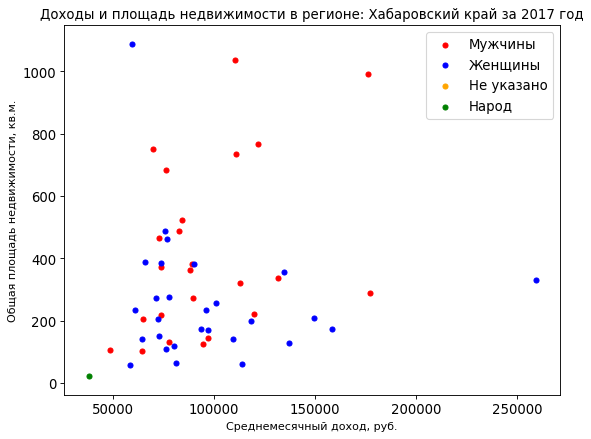 Доходы и площадь недвижимости в регионе: Хабаровский край за 2017 год
Мужчины
Женщины
Не указано
Народ
Общая площадь недвижимости, кв.м.
1000
800
600
400
200
0
50000 100000 150000 200000 250000
Среднемесячный доход, руб.